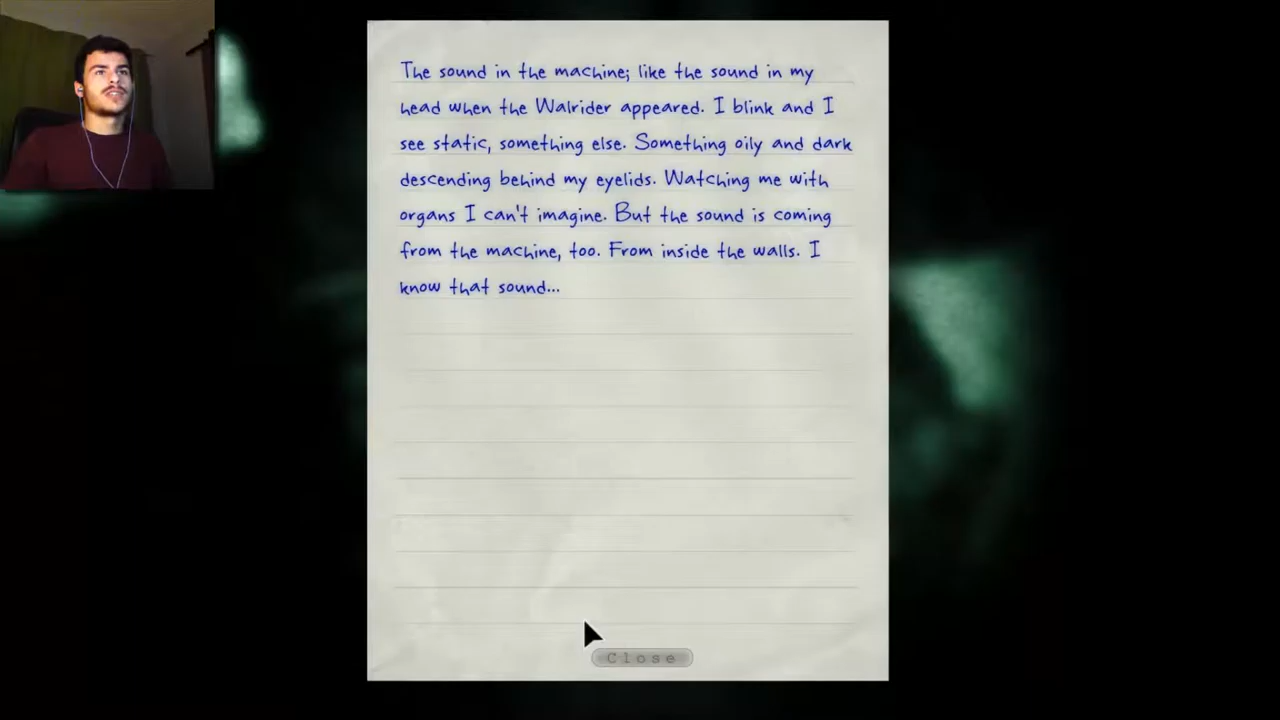 The sound in the machine; like the sound in my
head when the Walrider appeared. I blink and I
see static, something else. Something oily and dark
descending behind my eyelids. Watching me with
organs I can't imagine. But the sound is coming
from the machine, too. From inside the walls. I
know that sound...
Close